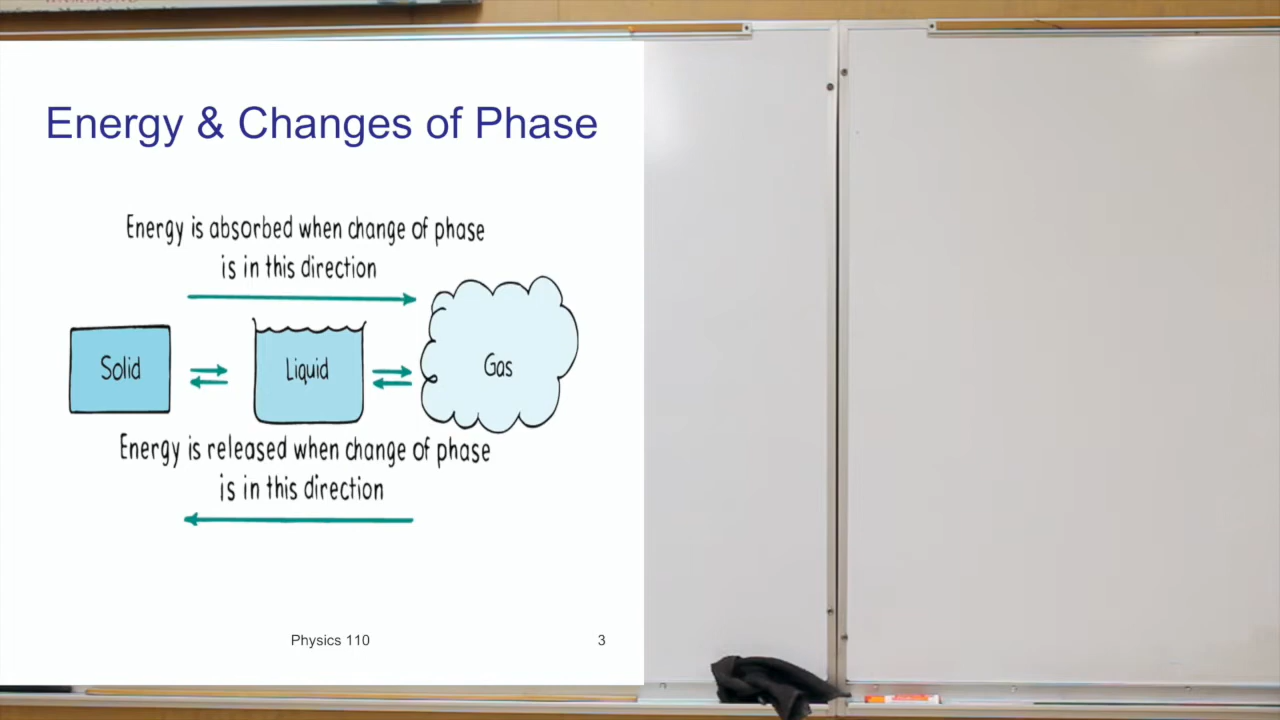 Energy & Changes of Phase
Energy is absorbed when change of phase
is in this direction
Solid
Liquid
Gas
Energy is released when change of phase
is in this direction
Physics 110
3